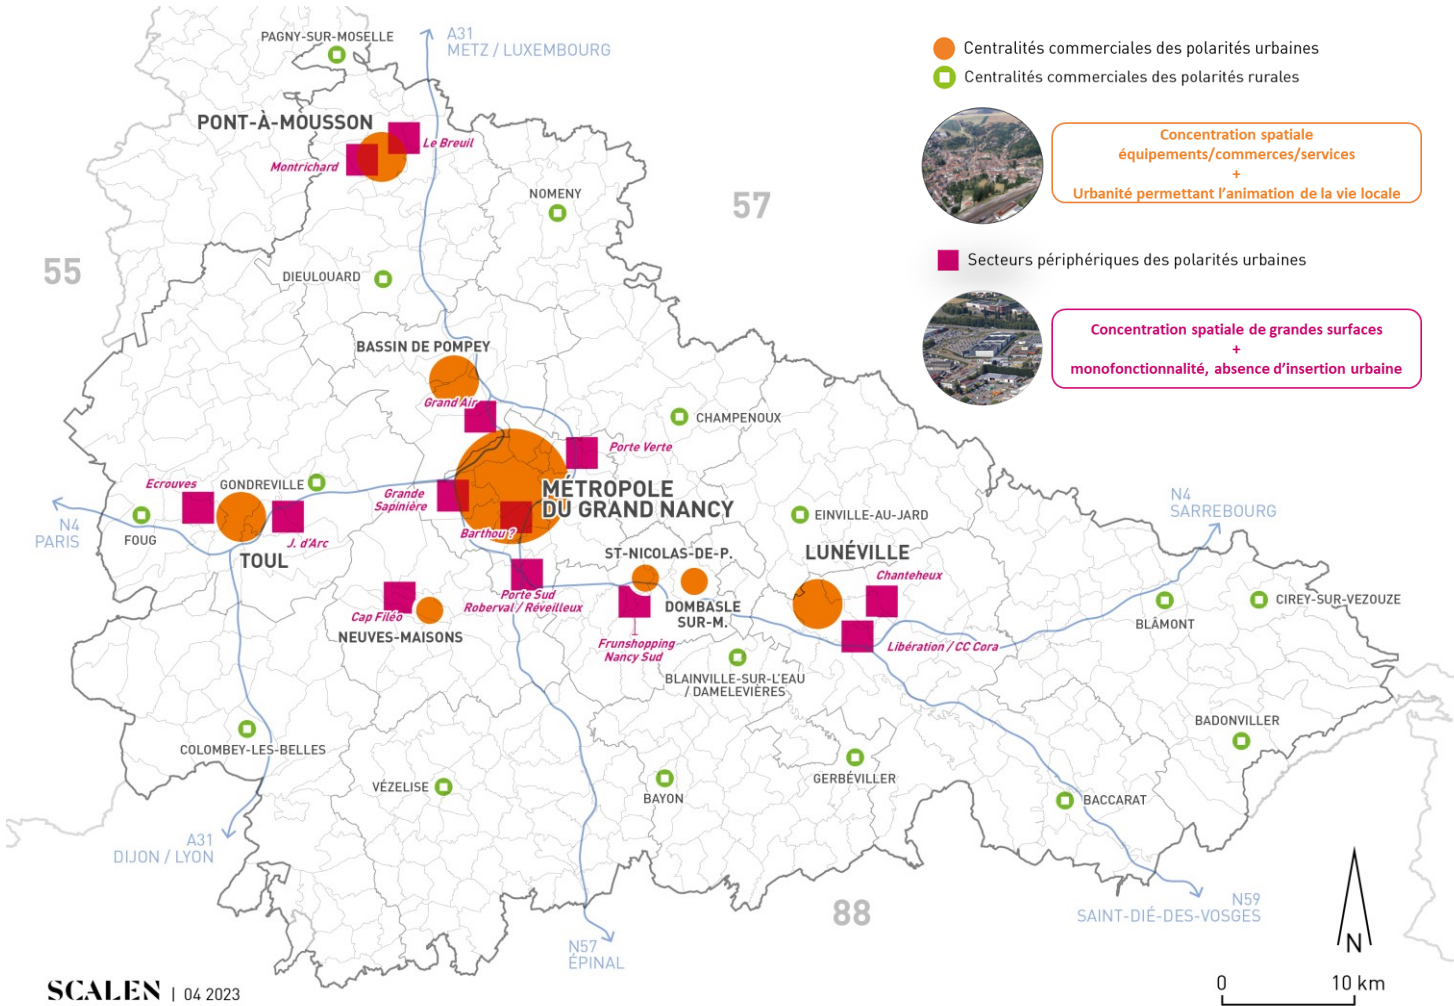 PAGNY-SUR-MOSELLE
A31
METZ / LUXEMBOURG
Centralités commerciales des polarités urbaines
Centralités commerciales des polarités rurales
PONT-À-MOUSSON
Le Breuil
Montrichard
Concentration spatiale
équipements/commerces/services
+
Urbanité permettant l'animation de la vie locale
NOMENY
57
55
DIEULOUARD
Secteurs périphériques des polarités urbaines
Concentration spatiale de grandes surfaces
+
monofonctionnalité, absence d'insertion urbaine
BASSIN DE POMPEY
Grand Air
CHAMPENOUX
Porte Verte
Ecrouves
GONDREVILLE
Grande
Sapinière
MÉTROPOLE
DU GRAND NANCY
N4
PARIS
FOUG
J. d'Arc
TOUL
Barthou ?
EINVILLE-AU-JARD
N4
SARREBOURG
ST-NICOLAS-DE-P.
LUNÉVILLE
Chanteheux
Cap Filéo
NEUVES-MAISONS
Porte Sud
Roberval / Réveilleux
DOMBASLE
SUR-M.
Frunshopping
Nancy Sud
Libération / CC Cora
BLÂMONT
CIREY-SUR-VEZOUZE
BLAINVILLE-SUR-L'EAU
/ DAMELEVIÈRES
COLOMBEY-LES-BELLES
BADONVILLER
VÉZELISE
BAYON
GERBÉVILLER
BACCARAT
A31
DIJON / LYON
88
N59
SAINT-DIÉ-DES-VOSGES
N57
ÉPINAL
N
SCALEN | 04 2023
0 10 km